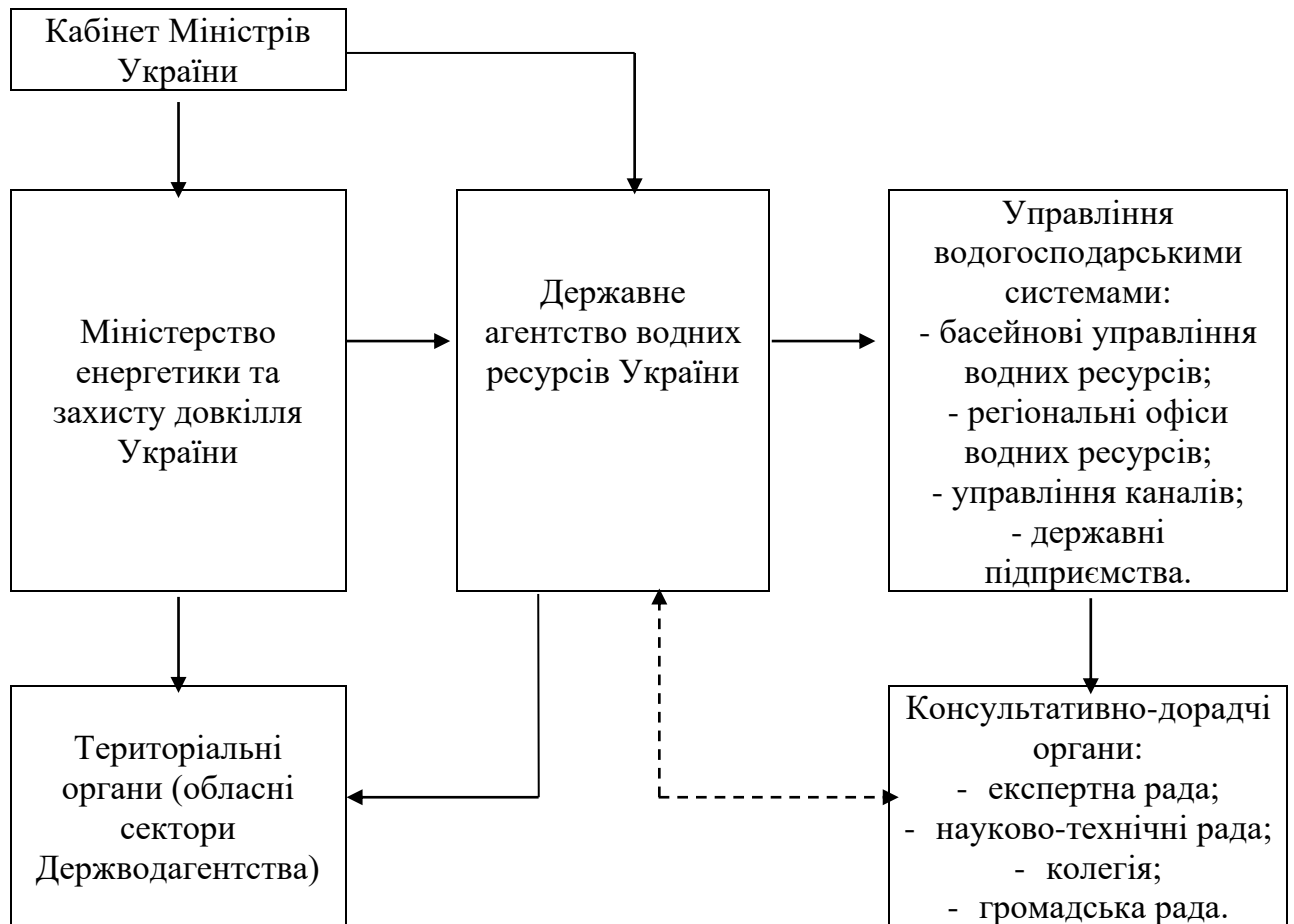 Кабінет Міністрів
України
Міністерство
енергетики та
захисту довкілля
України
Державне
агентство водних
ресурсів України
Управління
водогосподарськими
системами:
- басейнові управління
водних ресурсів;
- регіональні офіси
водних ресурсів;
- управління каналів;
- державні
підприємства.
Територіальні
органи (обласні
сектори
Держводагентства)
Консультативно-дорадчі
органи:
- експертна рада;
- науково-технічні рада;
- колегія;
- громадська рада.